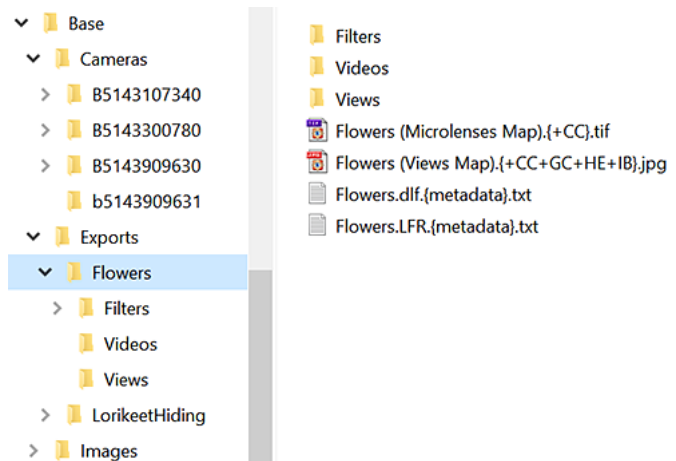 Base
Cameras
B5143107340
B5143300780
B5143909630
b5143909631
Exports
Flowers
Filters
Videos
Views
LorikeetHiding
Images
Filters
Videos
Views
Flowers (Microlenses Map).{+CC}.tif
Flowers (Views Map).{+CC+GC+HE+IB}.jpg
Flowers.dlf.{metadata}.txt
Flowers.LFR.{metadata}.txt